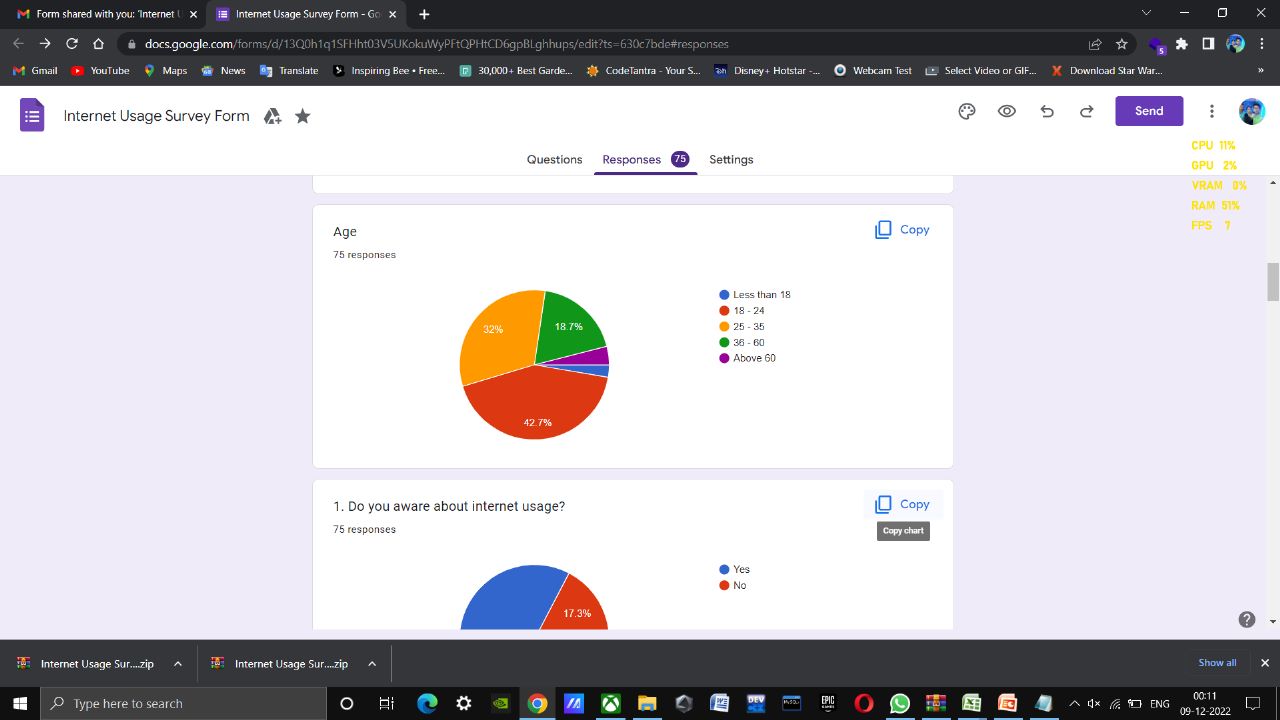 Form shared with you: 'Internet U
Internet Usage Survey Form - Go
docs.google.com/forms/d/13Q0h1q1SFHht03V5UKokuWyPFtQPHtCD6gpBLghhups/edit?ts=630c7bde#responses
5
Gmail
YouTube
Maps
News
Translate
Inspiring Bee • Free...
30,000+ Best Garde...
CodeTantra - Your S...
Disney+ Hotstar -...
Webcam Test
Select Video or GIF...
Download Star War...
»
Internet Usage Survey Form
Send
Questions
Responses 75
Settings
CPU 11%
GPU 2%
VRAM 0%
RAM 51%
FPS 7
Age
Copy
75 responses
32%
18.7%
42.7%
Less than 18
18 - 24
25 - 35
36 - 60
Above 60
1. Do you aware about internet usage?
Copy
75 responses
Copy chart
17.3%
Yes
No
Internet Usage Sur....zip
Internet Usage Sur....zip
Show all
Type here to search
ENG
00:11
09-12-2022